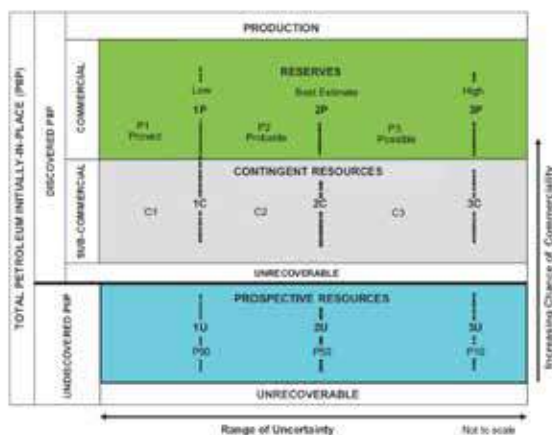 TOTAL PETROLEUM INITIALLY-IN-PLACE (PIIP)
DISCOVERED PIIP
COMMERCIAL
SUB-COMMERCIAL
UNDISCOVERED PIIP
PRODUCTION
RESERVES
Low Best Estimate High
1P 2P 3P
P1 P2 P3
Proved Probable Possible
CONTINGENT RESOURCES
1C 2C 3C
C1 C2 C3
UNRECOVERABLE
PROSPECTIVE RESOURCES
1U 2U 3U
P90 P50 P10
UNRECOVERABLE
Range of Uncertainty
Not to scale
Increasing Chance of Commerciality